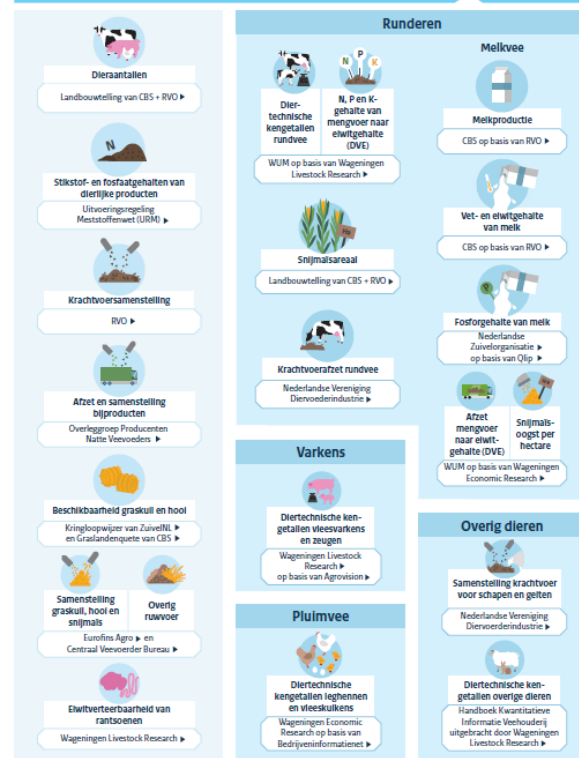 Dieraantallen
Landbouwtelling van CBS + RVO ▶
N
Stikstof- en fosfaatgehalten van
dierlijke producten
Uitvoeringsregeling
Meststoffenwet (URM) ▶
Krachtvoersamenstelling
RVO ▶
Afzet en samenstelling
bijproducten
Overleggroep Producenten
Natte Veevoeders ▶
Beschikbaarheid graskuil en hooi
Kringloopwijzer van ZuivelNL ▶
en Graslandenquete van CBS ▶
Samenstelling
graskuil, hooi en
snijmaïs
Overig
ruwvoer
Eurofins Agro ▶ en
Centraal Veevoeder Bureau ▶
Eiwitverteerbaarheid van
rantsoenen
Wageningen Livestock Research ▶
Runderen
Dier-
technische
kengetallen
rundvee
N P K
N, P en K-
gehalte van
mengvoer naar
eiwitgehalte
(DVE)
WUM op basis van Wageningen
Livestock Research ▶
Ha
Snijmaïsareaal
Landbouwtelling van CBS + RVO ▶
Krachtvoerafzet rundvee
Nederlandse Vereniging
Diervoederindustrie ▶
Melkvee
Melkproductie
CBS op basis van RVO ▶
Vet- en eiwitgehalte
van melk
CBS op basis van RVO ▶
Fosforgehalte van melk
Nederlandse
Zuivelorganisatie ▶
op basis van Qlip ▶
Afzet
mengvoer
naar eiwit-
gehalte (DVE)
Snijmaïs-
oogst per
hectare
WUM op basis van Wageningen
Economic Research ▶
Varkens
Diertechnische ken-
getallen vleesvarkens
en zeugen
Wageningen Livestock
Research ▶
op basis van Agrovision ▶
Pluimvee
Diertechnische
kengetallen leghennen
en vleeskuikens
Wageningen Economic
Research op basis van
Bedrijveninformatienet ▶
Overig dieren
Samenstelling krachtvoer
voor schapen en geiten
Nederlandse Vereniging
Diervoederindustrie ▶
Diertechnische ken-
getallen overige dieren
Handboek Kwantitatieve
Informatie Veehouderij
uitgebracht door Wageningen
Livestock Research ▶